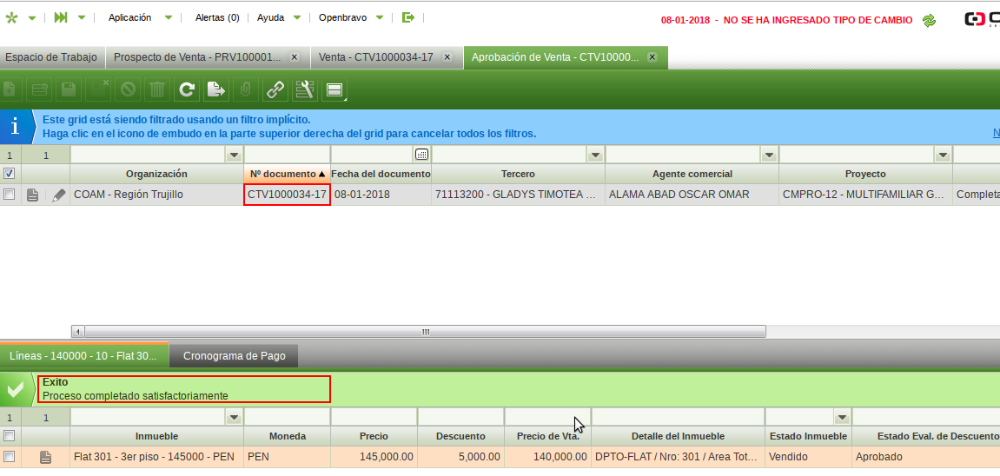 Aplicación Alertas (0) Ayuda Openbravo 08-01-2018 - NO SE HA INGRESADO TIPO DE CAMBIO
Espacio de Trabajo Prospecto de Venta - PRV100001... Venta - CTV1000034-17 Aprobación de Venta - CTV10000...
Este grid está siendo filtrado usando un filtro implícito.
Haga clic en el icono de embudo en la parte superior derecha del grid para cancelar todos los filtros. N
1 1
Organización Nº documento Fecha del documento Tercero Agente comercial Proyecto
COAM - Región Trujillo CTV1000034-17 08-01-2018 71113200 - GLADYS TIMOTEA ... ALAMA ABAD OSCAR OMAR CMPRO-12 - MULTIFAMILIAR G... Completa
Líneas - 140000 - 10 - Flat 30... Cronograma de Pago
Exito
Proceso completado satisfactoriamente
1 1
Inmueble Moneda Precio Descuento Precio de Vta. Detalle del Inmueble Estado Inmueble Estado Eval. de Descuento
Flat 301 - 3er piso - 145000 - PEN PEN 145,000.00 5,000.00 140,000.00 DPTO-FLAT / Nro: 301 / Area Tot... Vendido Aprobado